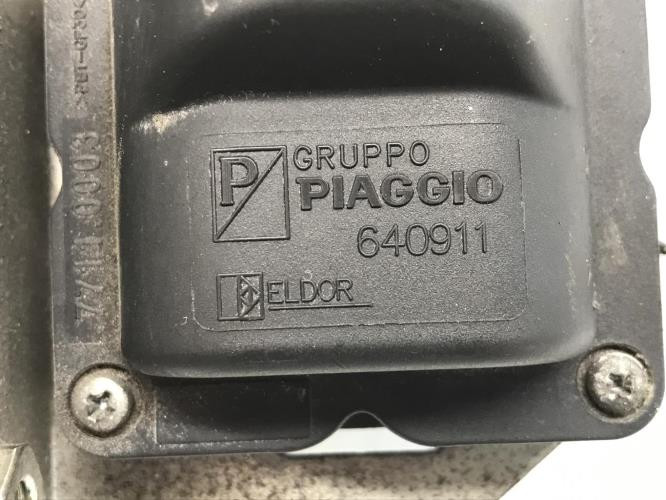 P
GRUPPO
PIAGGIO
640911
ELDOR